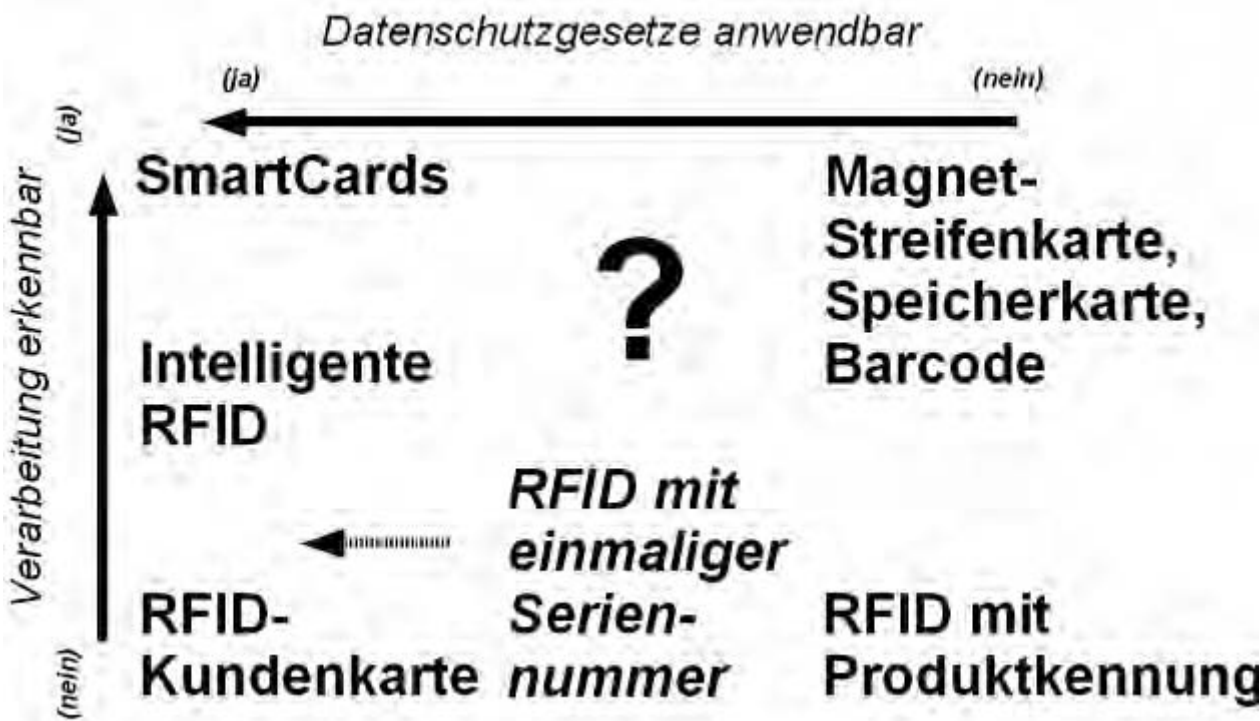 Datenschutzgesetze anwendbar
(ja)
(nein)
Verarbeitung erkennbar
(ja)
(nein)
SmartCards
Magnet-
Streifenkarte,
Speicherkarte,
Barcode
?
Intelligente
RFID
RFID mit
einmaliger
Serien-
nummer
RFID-
Kundenkarte
RFID mit
Produktkennung